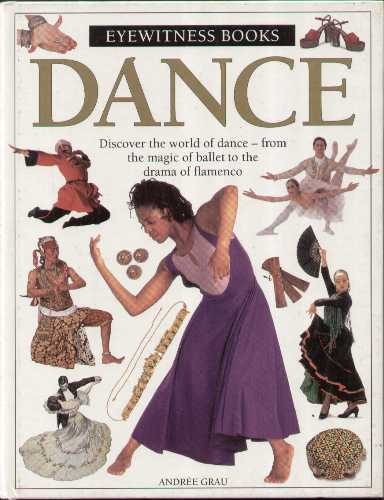 EYEWITNESS BOOKS
DANCE
Discover the world of dance – from
the magic of ballet to the
drama of flamenco
ANDRÉE GRAU